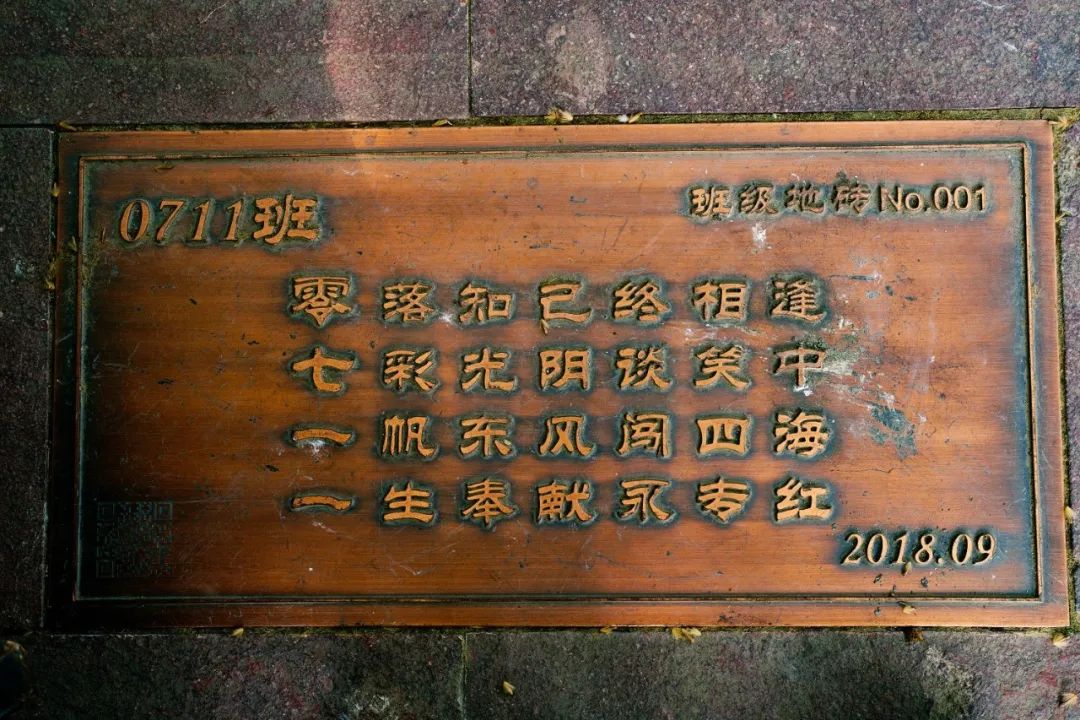 0711班
班级地砖No.001
零落知己终相逢
七彩光阴谈笑中
一帆东风闯四海
一生奉献永专红
2018.09